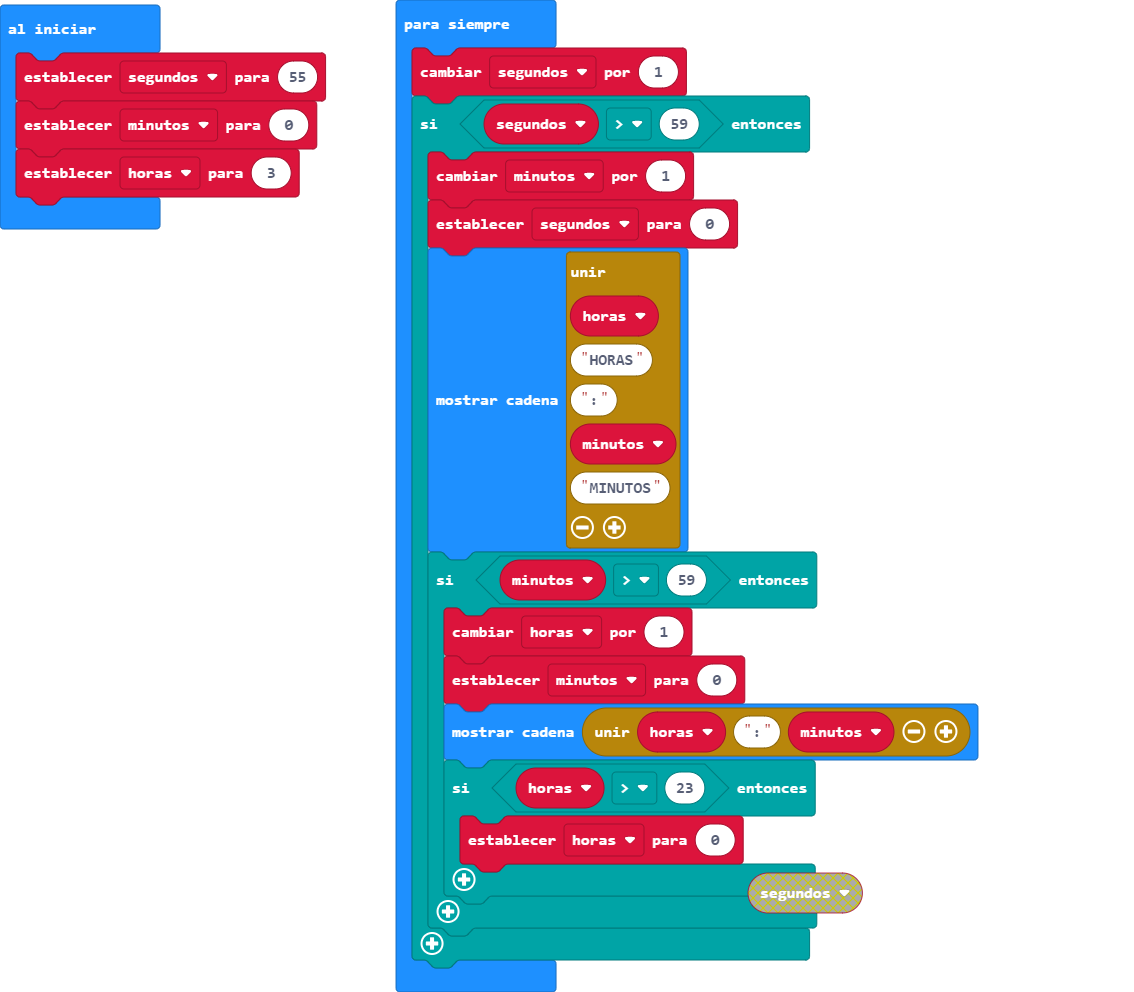 al iniciar
establecer segundos para 55
establecer minutos para 0
establecer horas para 3
para siempre
cambiar segundos por 1
si segundos > 59 entonces
cambiar minutos por 1
establecer segundos para 0
mostrar cadena unir
horas
"HORAS"
":"
minutos
"MINUTOS"
si minutos > 59 entonces
cambiar horas por 1
establecer minutos para 0
mostrar cadena unir horas ":" minutos
si horas > 23 entonces
establecer horas para 0
segundos